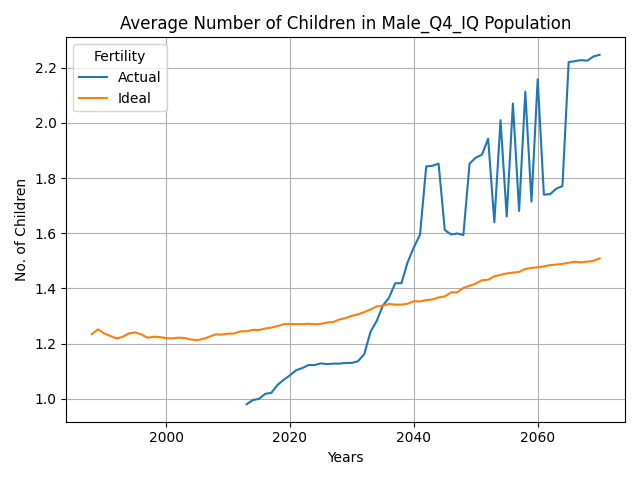 Average Number of Children in Male_Q4_IQ Population
Fertility
Actual
Ideal
No. of Children
2.2
2.0
1.8
1.6
1.4
1.2
1.0
2000
2020
2040
2060
Years